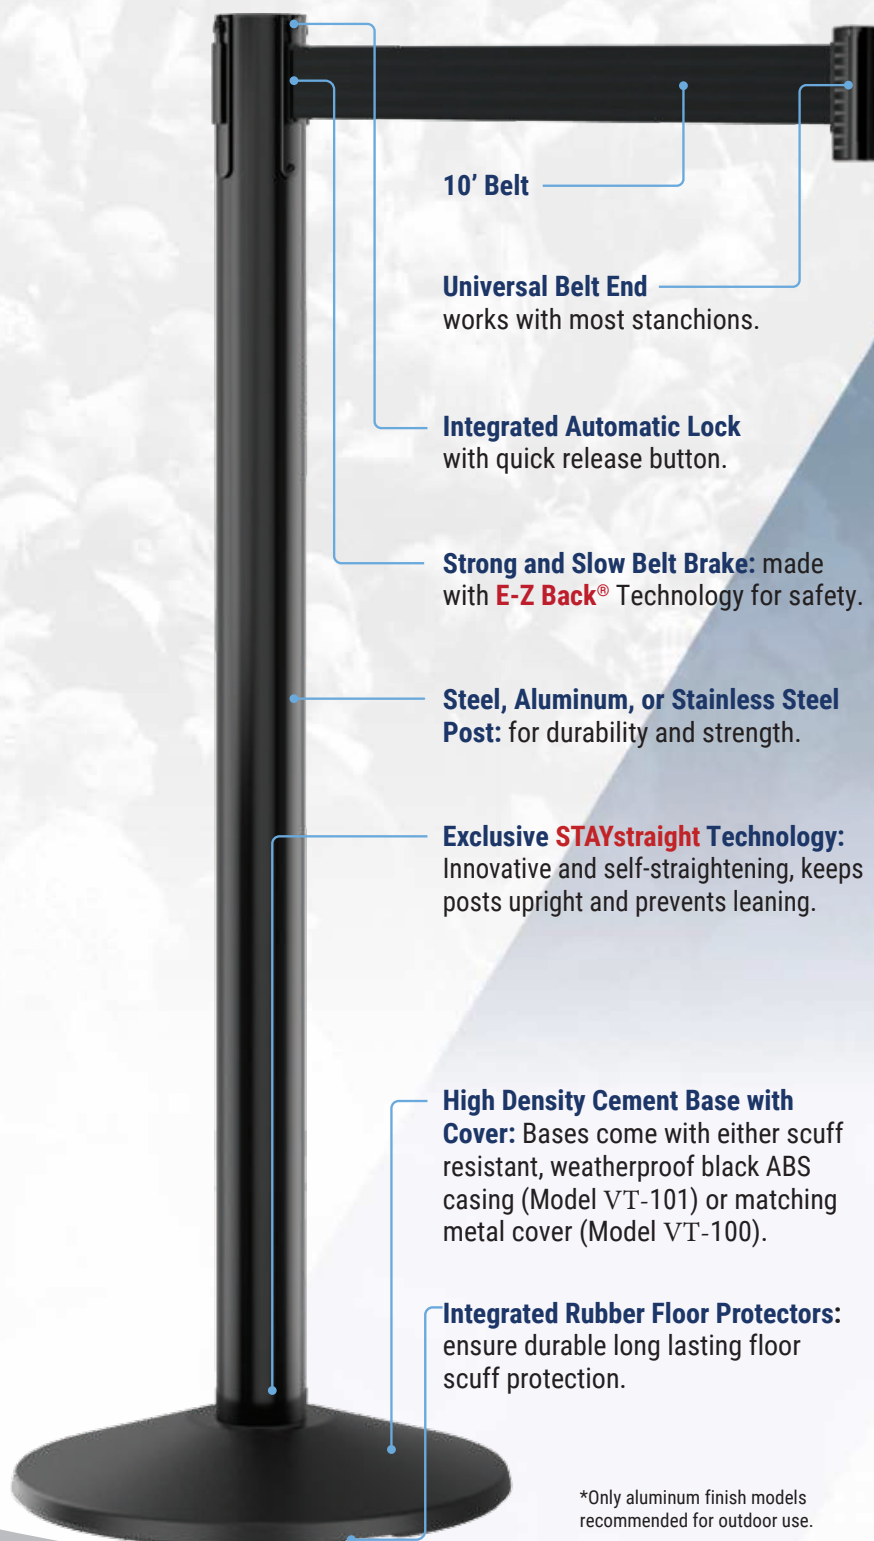 10’ Belt
Universal Belt End
works with most stanchions.
Integrated Automatic Lock
with quick release button.
Strong and Slow Belt Brake: made
with E-Z Back® Technology for safety.
Steel, Aluminum, or Stainless Steel
Post: for durability and strength.
Exclusive STAYstraight Technology:
Innovative and self-straightening, keeps
posts upright and prevents leaning.
High Density Cement Base with
Cover: Bases come with either scuff
resistant, weatherproof black ABS
casing (Model VT-101) or matching
metal cover (Model VT-100).
Integrated Rubber Floor Protectors:
ensure durable long lasting floor
scuff protection.
*Only aluminum finish models
recommended for outdoor use.